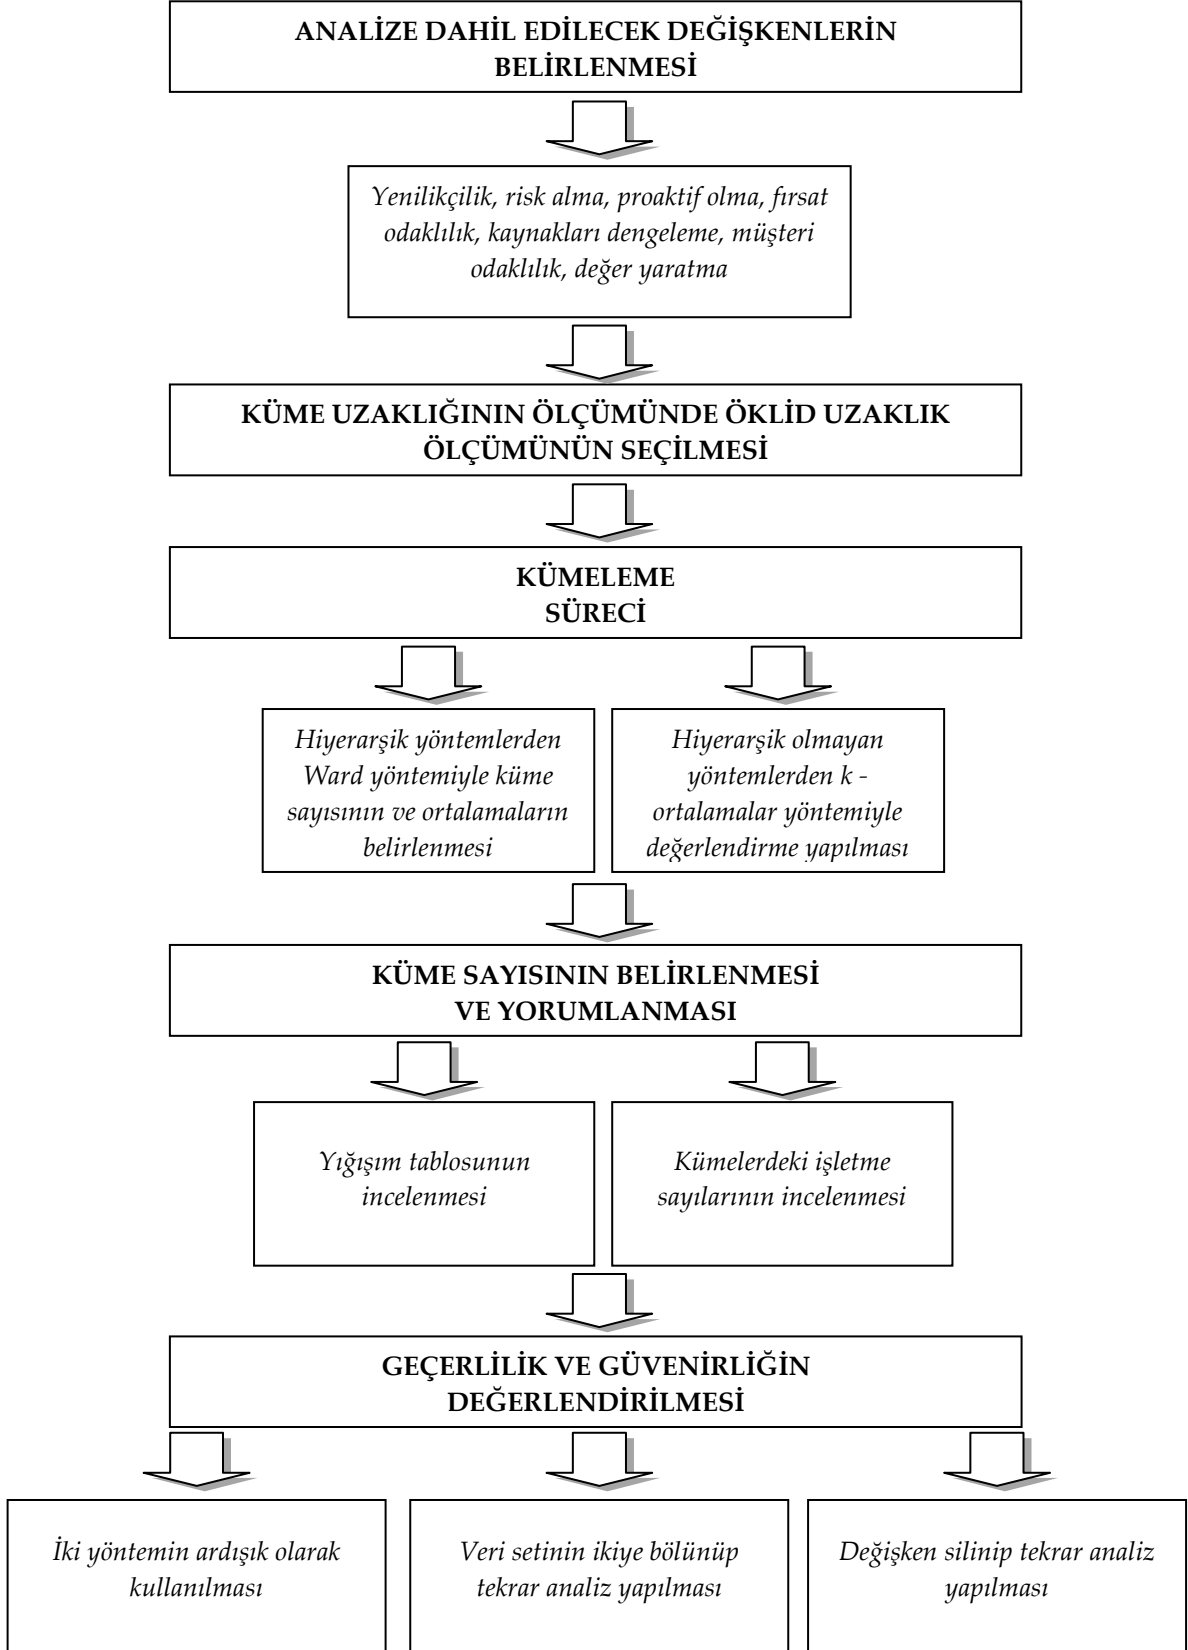 ANALİZE DAHİL EDİLECEK DEĞİŞKENLERİN
BELİRLENMESİ
Yenilikçilik, risk alma, proaktif olma, fırsat
odaklılık, kaynakları dengeleme, müşteri
odaklılık, değer yaratma
KÜME UZAKLIĞININ ÖLÇÜMÜNDE ÖKLİD UZAKLIK
ÖLÇÜMÜNÜN SEÇİLMESİ
KÜMELEME
SÜRECİ
Hiyerarşik yöntemlerden
Ward yöntemiyle küme
sayısının ve ortalamaların
belirlenmesi
Hiyerarşik olmayan
yöntemlerden k -
ortalamalar yöntemiyle
değerlendirme yapılması
KÜME SAYISININ BELİRLENMESİ
VE YORUMLANMASI
Yığışım tablosunun
incelenmesi
Kümelerdeki işletme
sayılarının incelenmesi
GEÇERLİLİK VE GÜVENİRLİĞİN
DEĞERLENDİRİLMESİ
İki yöntemin ardışık olarak
kullanılması
Veri setinin ikiye bölünüp
tekrar analiz yapılması
Değişken silinip tekrar analiz
yapılması